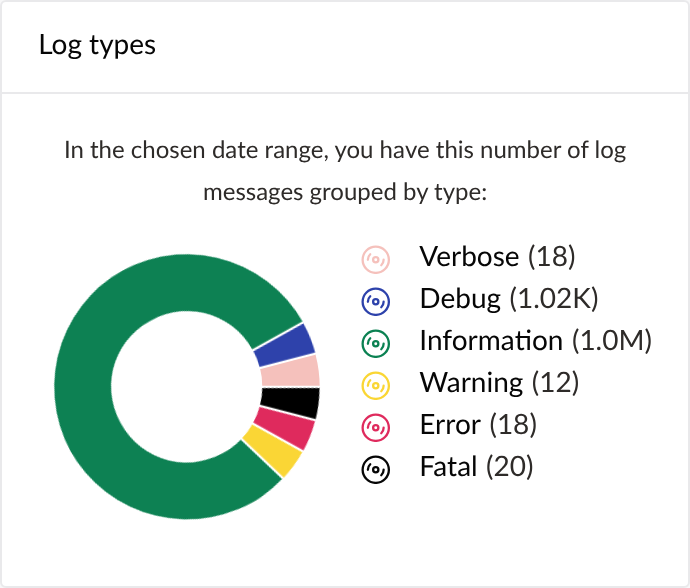 Log types
In the chosen date range, you have this number of log
messages grouped by type:
Verbose (18)
Debug (1.02K)
Information (1.0M)
Warning (12)
Error (18)
Fatal (20)